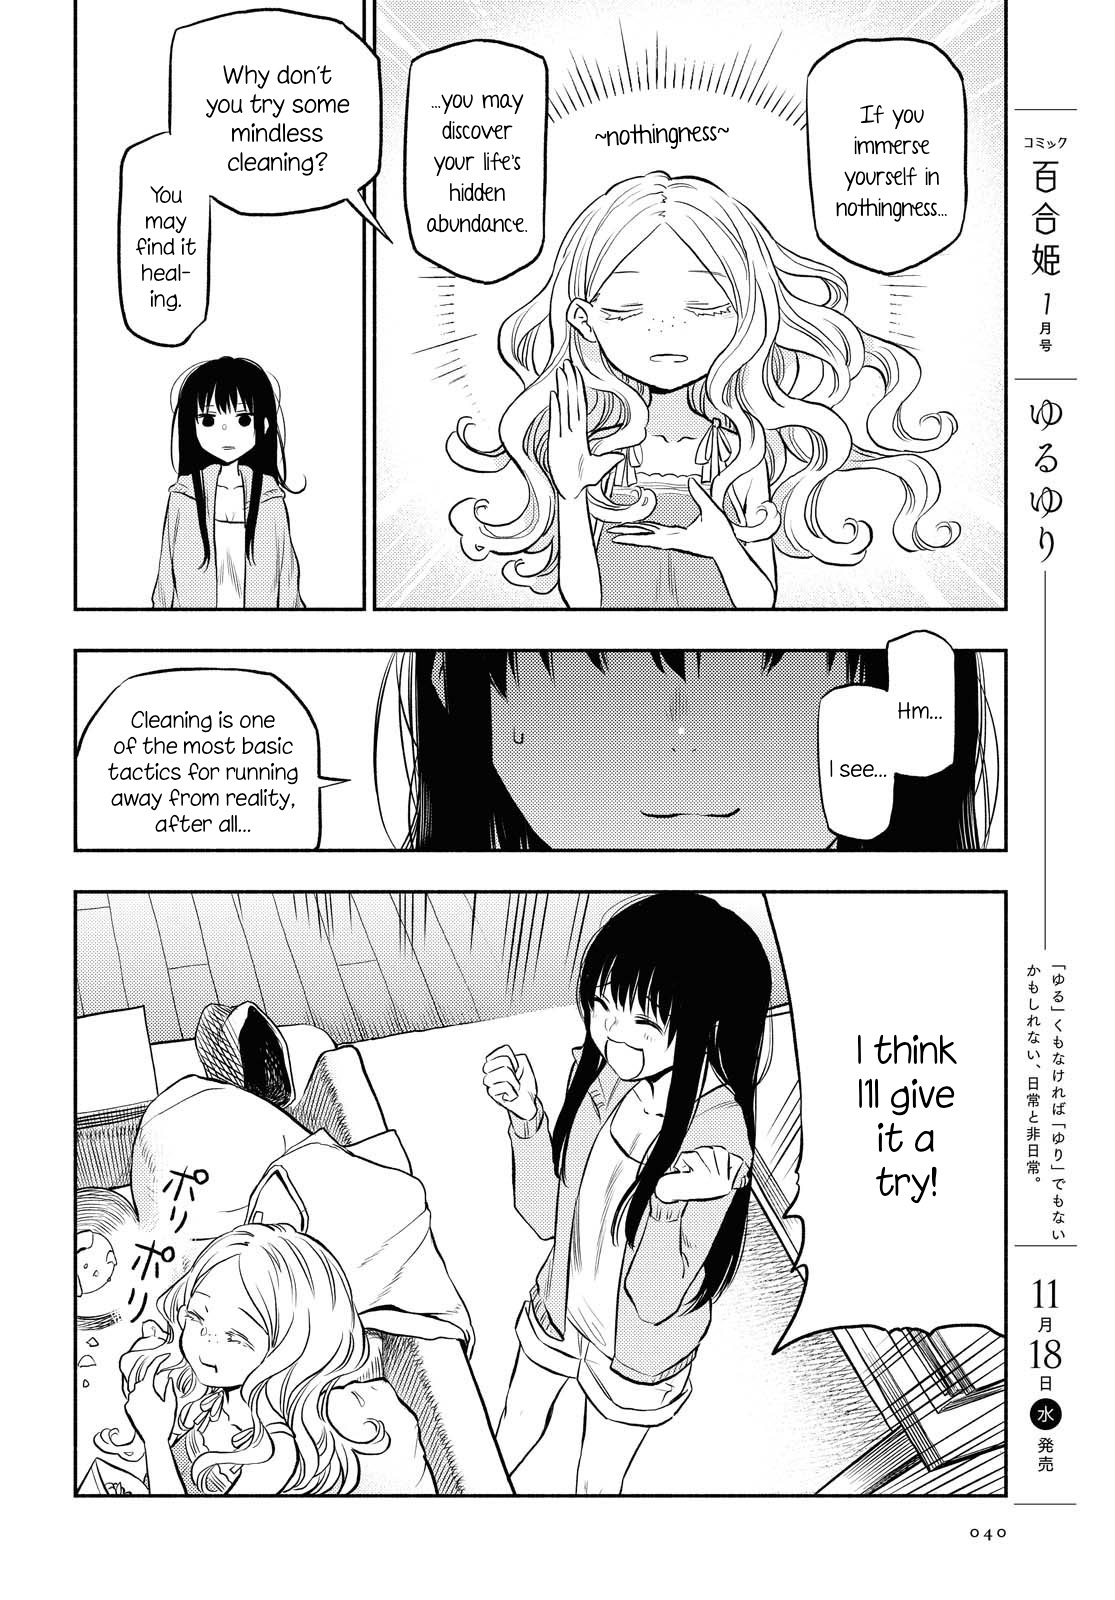 If you
immerse
yourself in
nothingness...
~nothingness~
...you may
discover
your life's
hidden
abundance.
Why don't
you try some
mindless
cleaning?
You
may
find it
heal-
ing.
Hm...
I see...
Cleaning is one
of the most basic
tactics for running
away from reality,
after all...
I think
I'll give
it a
try!
ポリ
ポリ
コミック
百合姫
1月号
ゆるゆり
「ゆる」くもなければ「ゆり」でもない
かもしれない、日常と非日常。
11月18日水発売
040